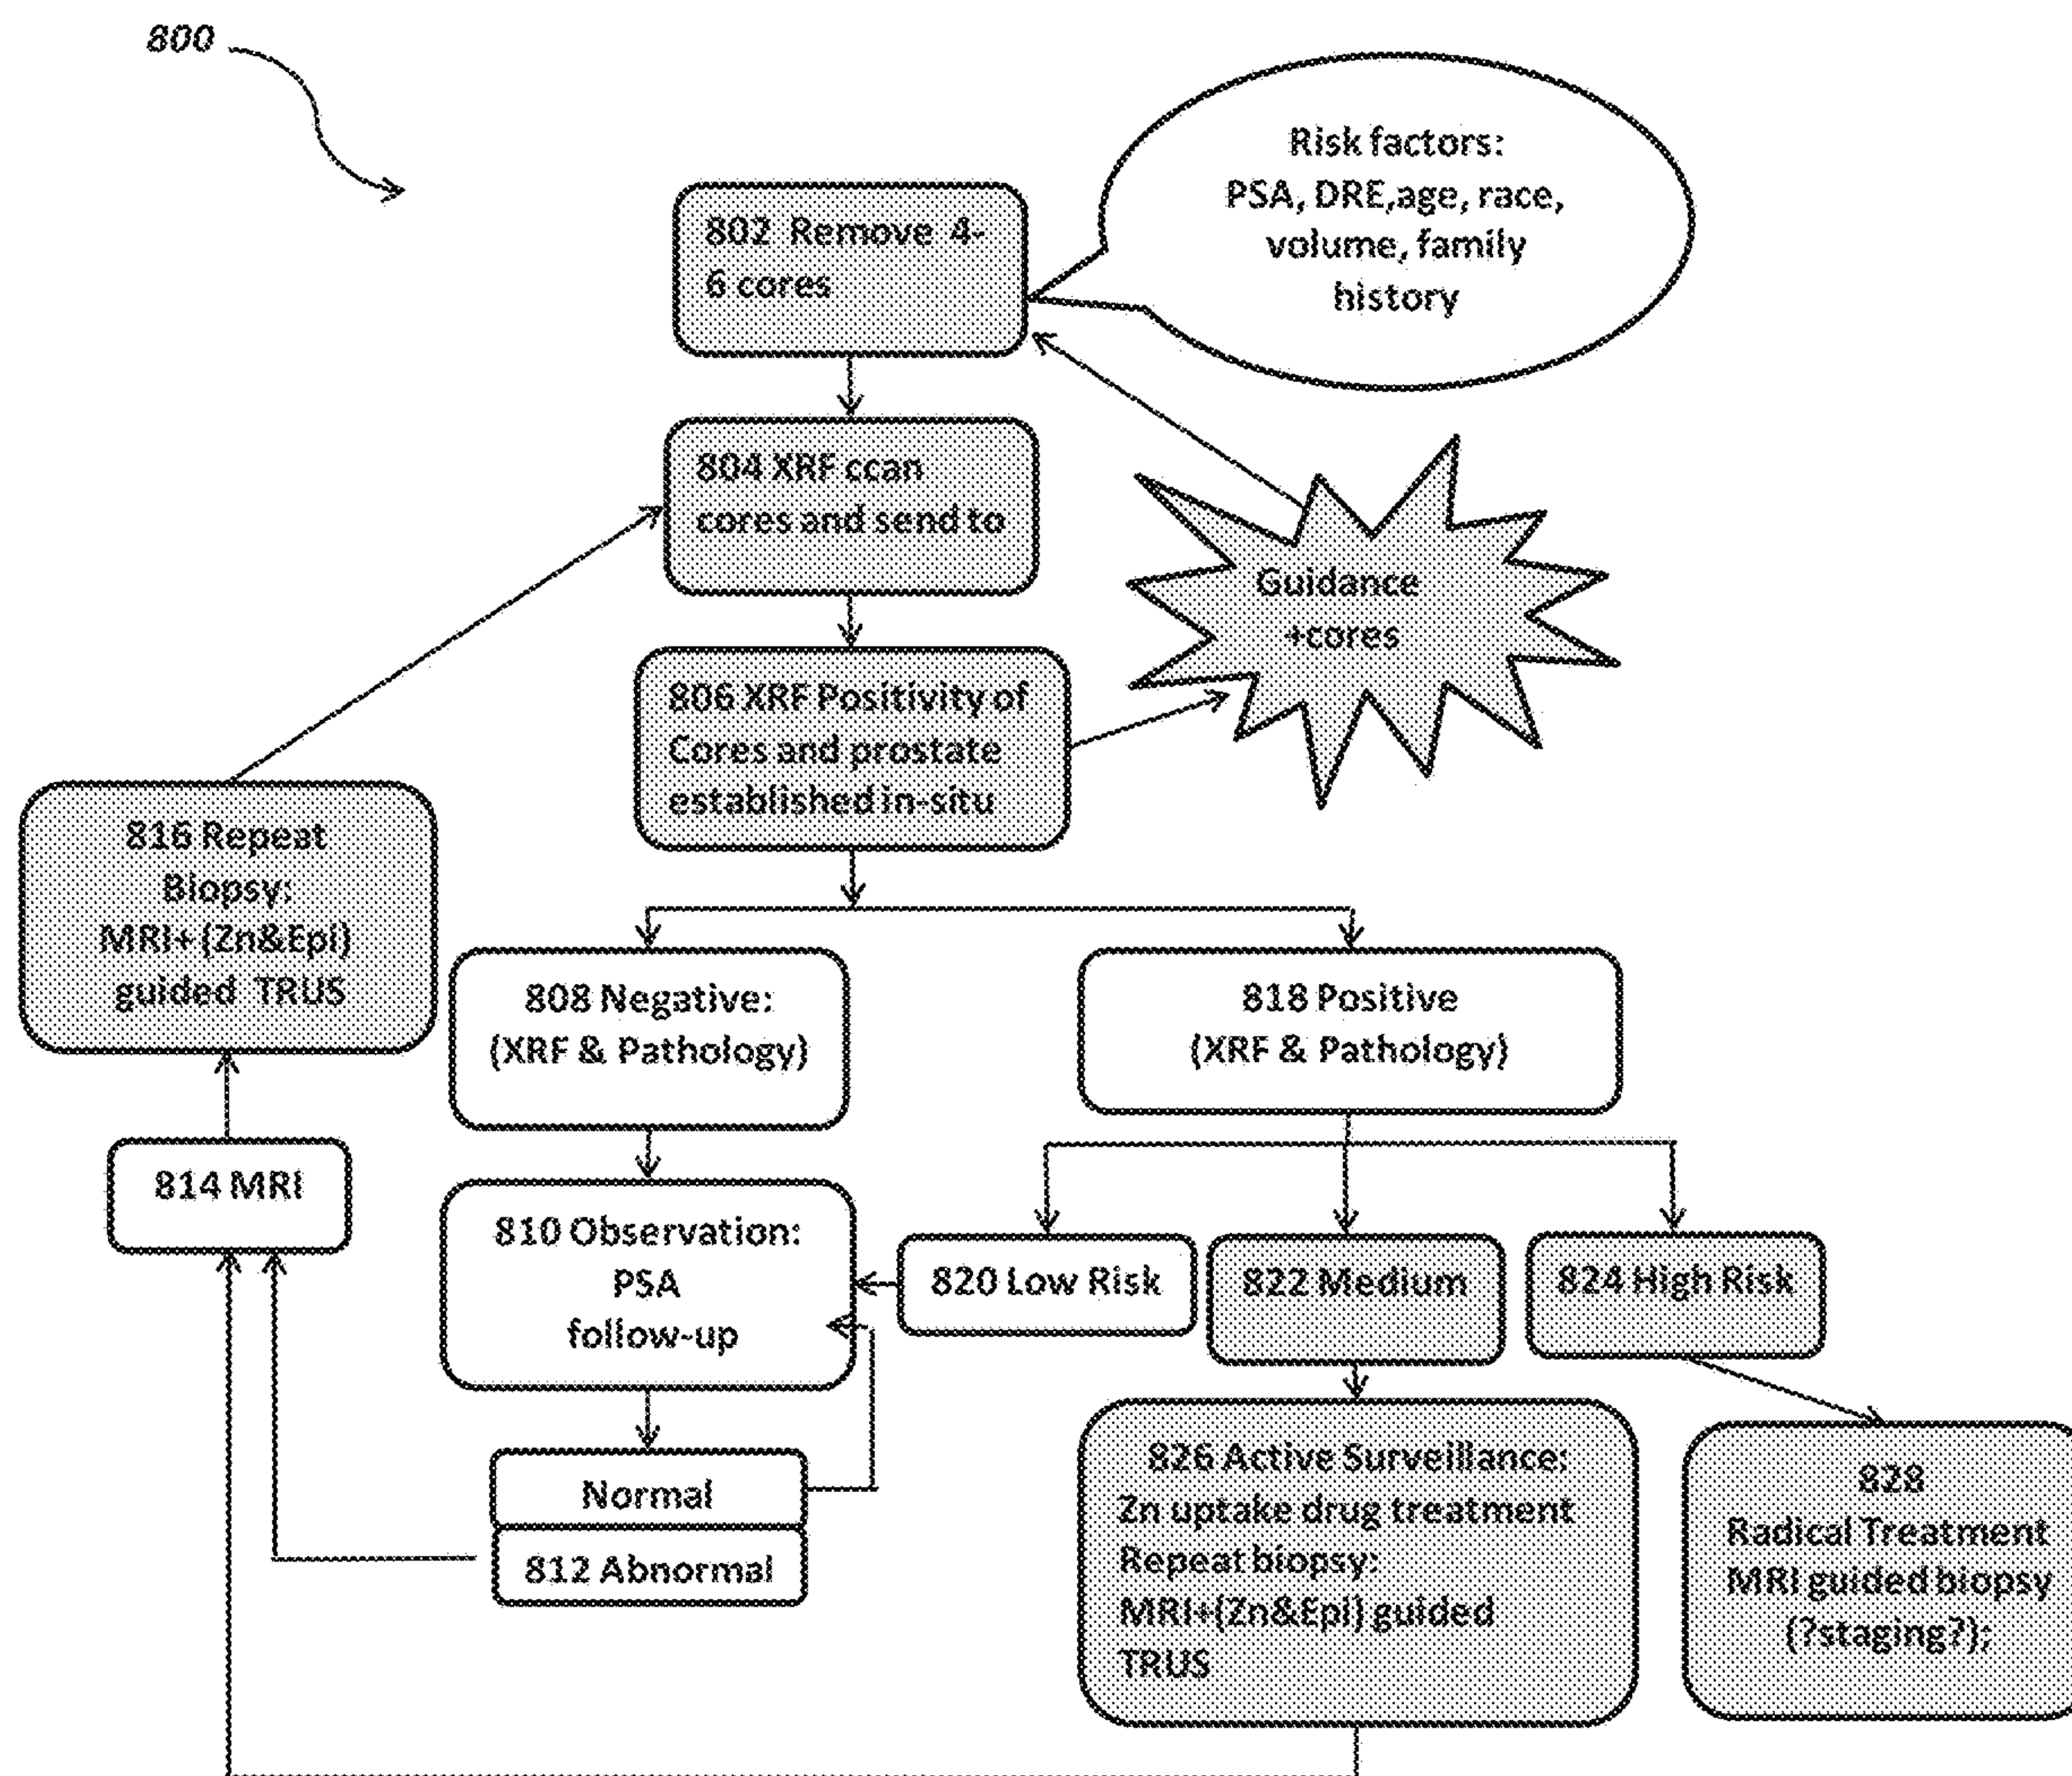 800
Risk factors:
PSA, DRE,age, race,
volume, family
history
802 Remove 4-
6 cores
804 XRF ccan
cores and send to
Guidance
+cores
806 XRF Positivity of
Cores and prostate
established in-situ
816 Repeat
Biopsy:
MRI+ (Zn&Epi)
guided TRUS
808 Negative:
(XRF & Pathology)
818 Positive
(XRF & Pathology)
814 MRI
810 Observation:
PSA
follow-up
820 Low Risk
822 Medium
824 High Risk
Normal
812 Abnormal
826 Active Surveillance:
Zn uptake drug treatment
Repeat biopsy:
MRI+(Zn&Epi) guided
TRUS
828
Radical Treatment
MRI guided biopsy
(?staging?);